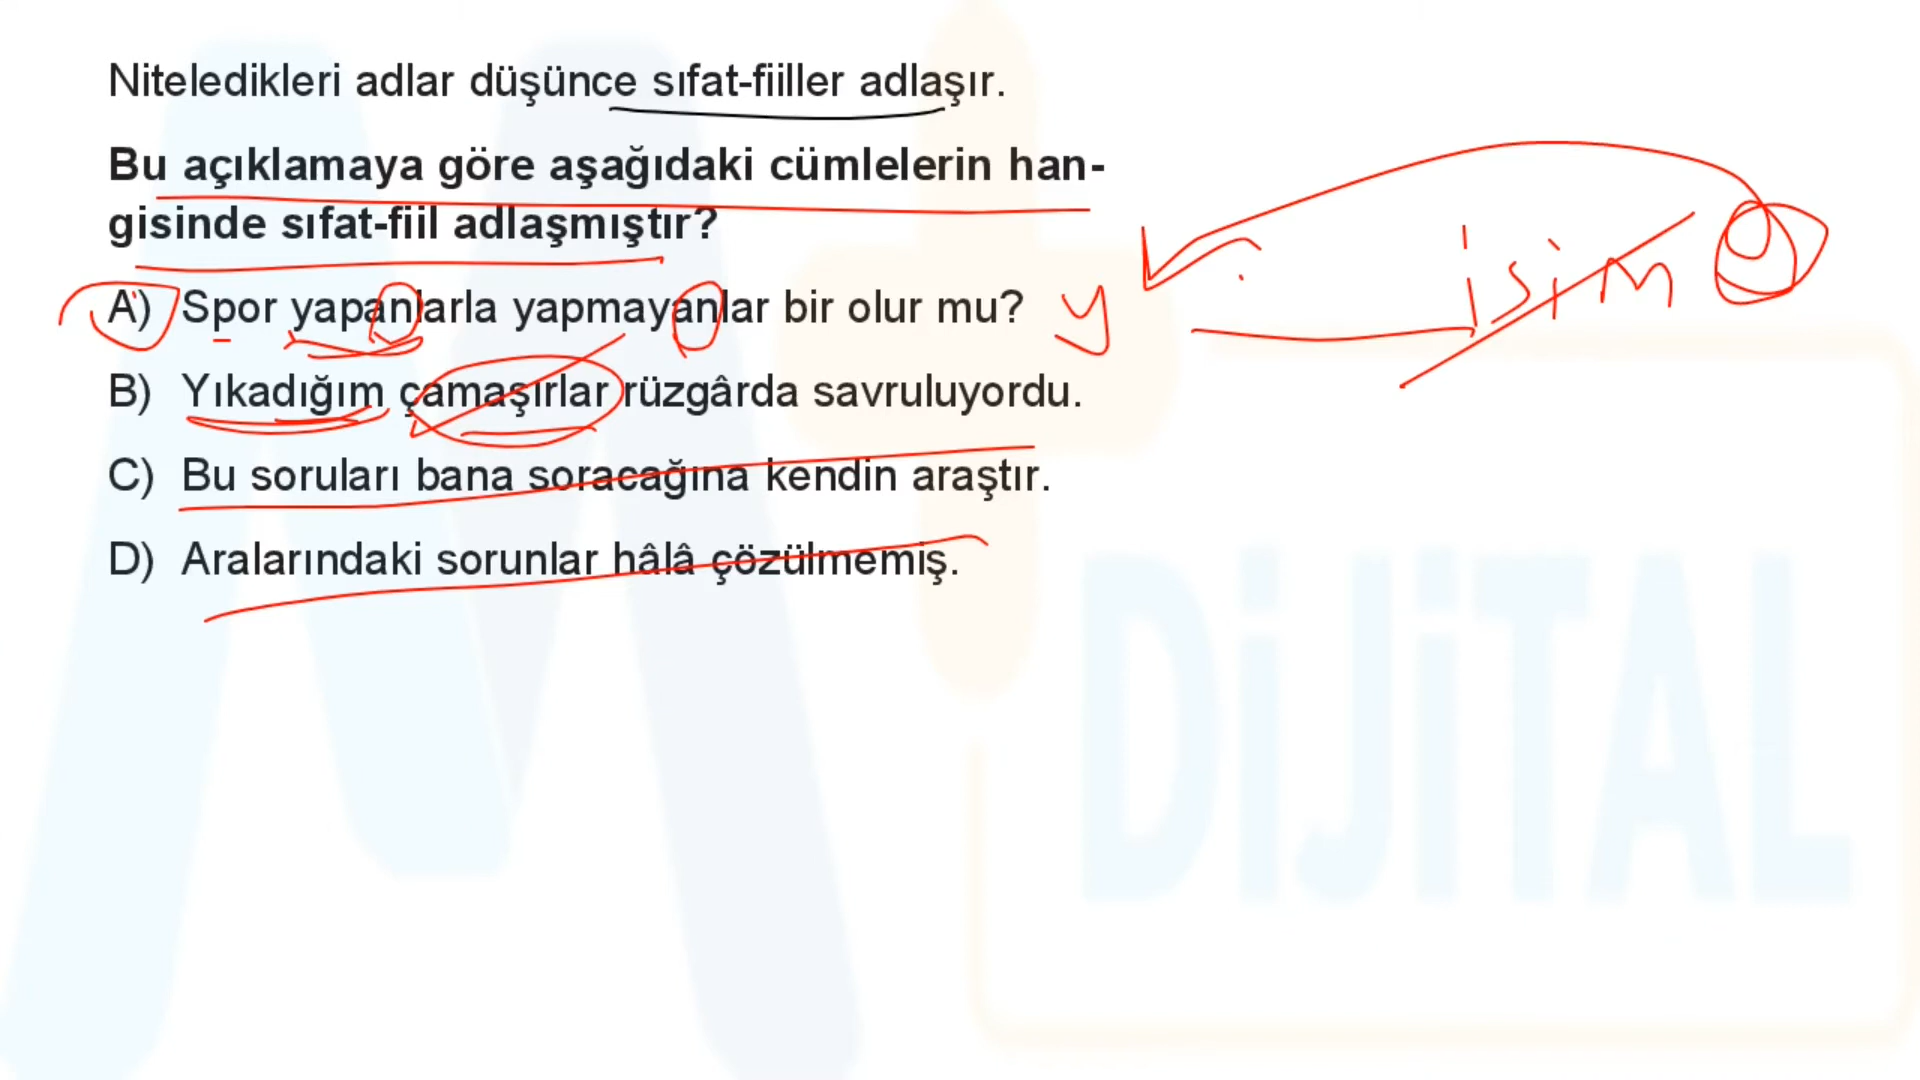 Niteledikleri adlar düşünce sıfat-fiiller adlaşır.
Bu açıklamaya göre aşağıdaki cümlelerin han-
gisinde sıfat-fiil adlaşmıştır?
A) Spor yapanlarla yapmayanlar bir olur mu?
y
isim
B) Yıkadığım çamaşırlar rüzgârda savruluyordu.
C) Bu soruları bana soracağına kendin araştır.
D) Aralarındaki sorunlar hâlâ çözülmemiş.
DİJİTAL